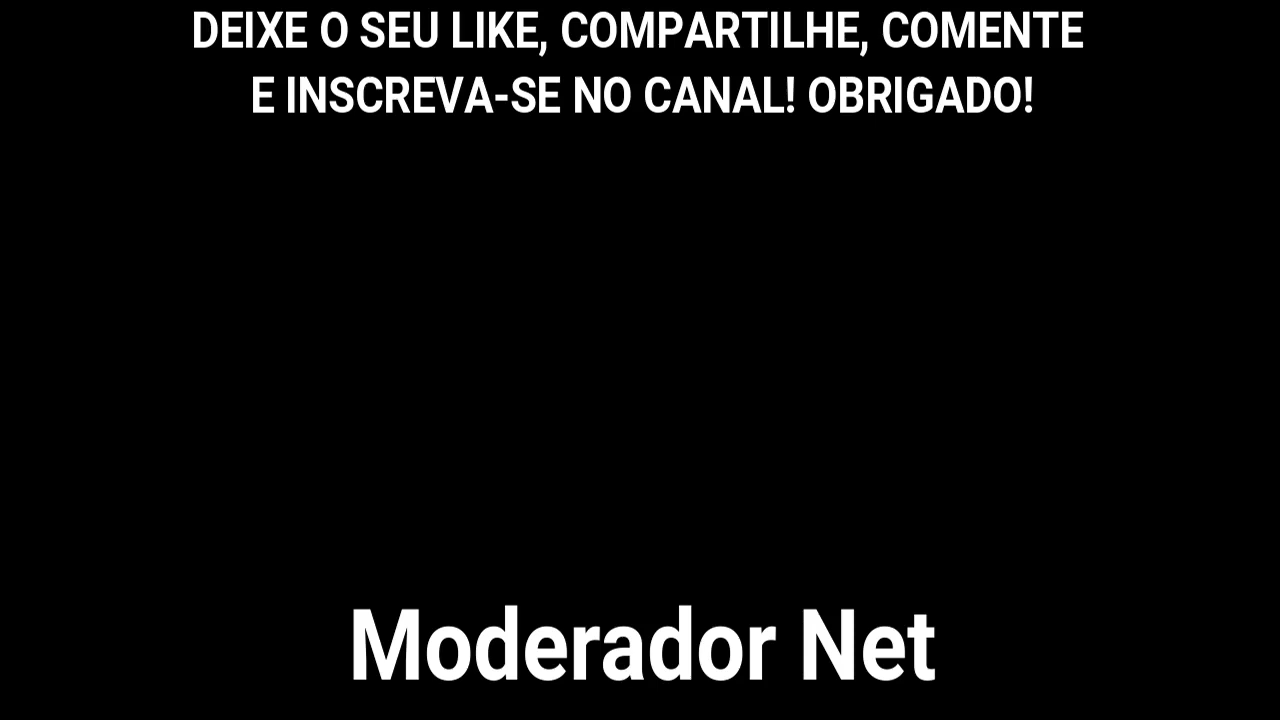 DEIXE O SEU LIKE, COMPARTILHE, COMENTE
E INSCREVA-SE NO CANAL! OBRIGADO!
Moderador Net